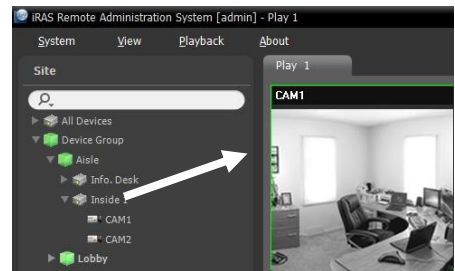 iRAS Remote Administration System [admin] - Play 1
System View Playback About
Site
Play 1
CAM1
All Devices
Device Group
Aisle
Info. Desk
Inside 1
CAM1
CAM2
Lobby